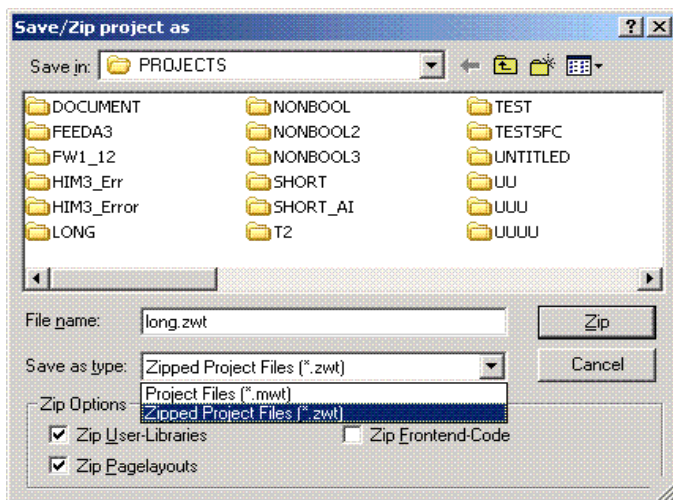 Save/Zip project as
Save in: PROJECTS
DOCUMENT NONBOOL TEST
FEEDA3 NONBOOL2 TESTSFC
FW1_12 NONBOOL3 UNTITLED
HIM3_Err SHORT UU
HIM3_Error SHORT_AI UUU
LONG T2 UUUU
File name: long.zwt Zip
Save as type: Zipped Project Files (*.zwt) Cancel
Project Files (*.mwt)
Zipped Project Files (*.zwt)
Zip Options
Zip User-Libraries Zip Frontend-Code
Zip Pagelayouts